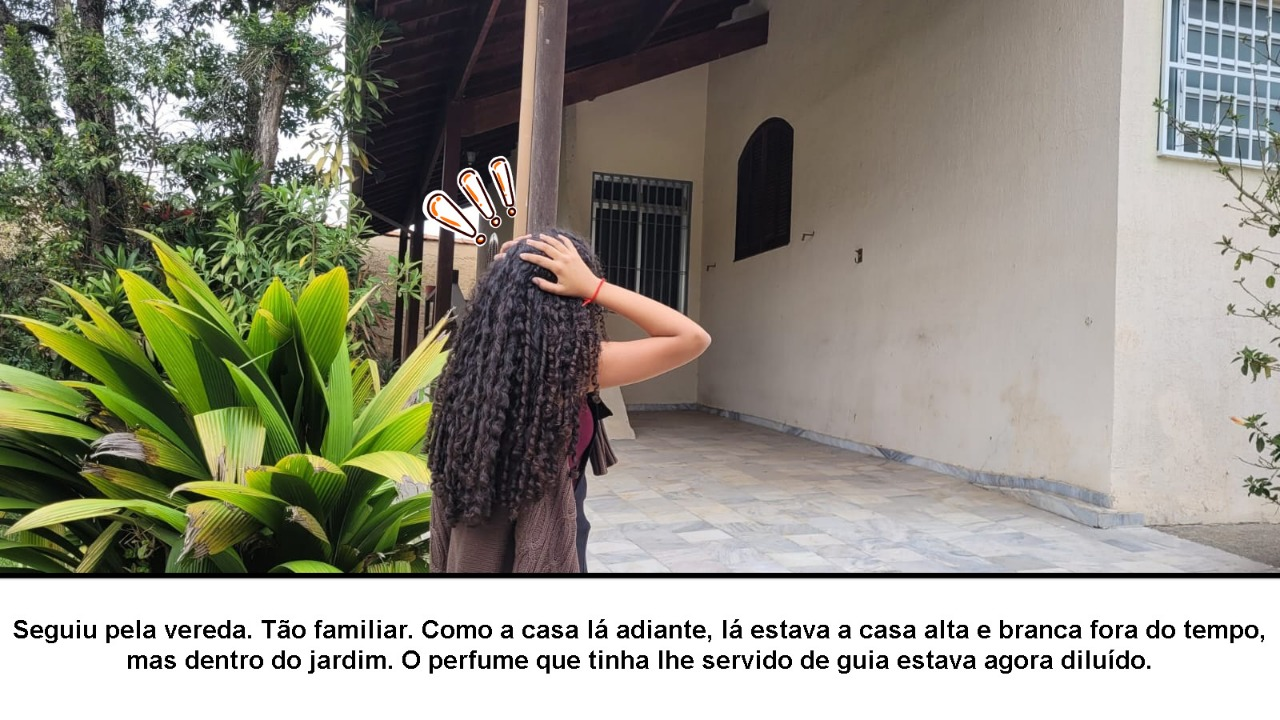 Seguiu pela vereda. Tão familiar. Como a casa lá adiante, lá estava a casa alta e branca fora do tempo,
mas dentro do jardim. O perfume que tinha lhe servido de guia estava agora diluído.